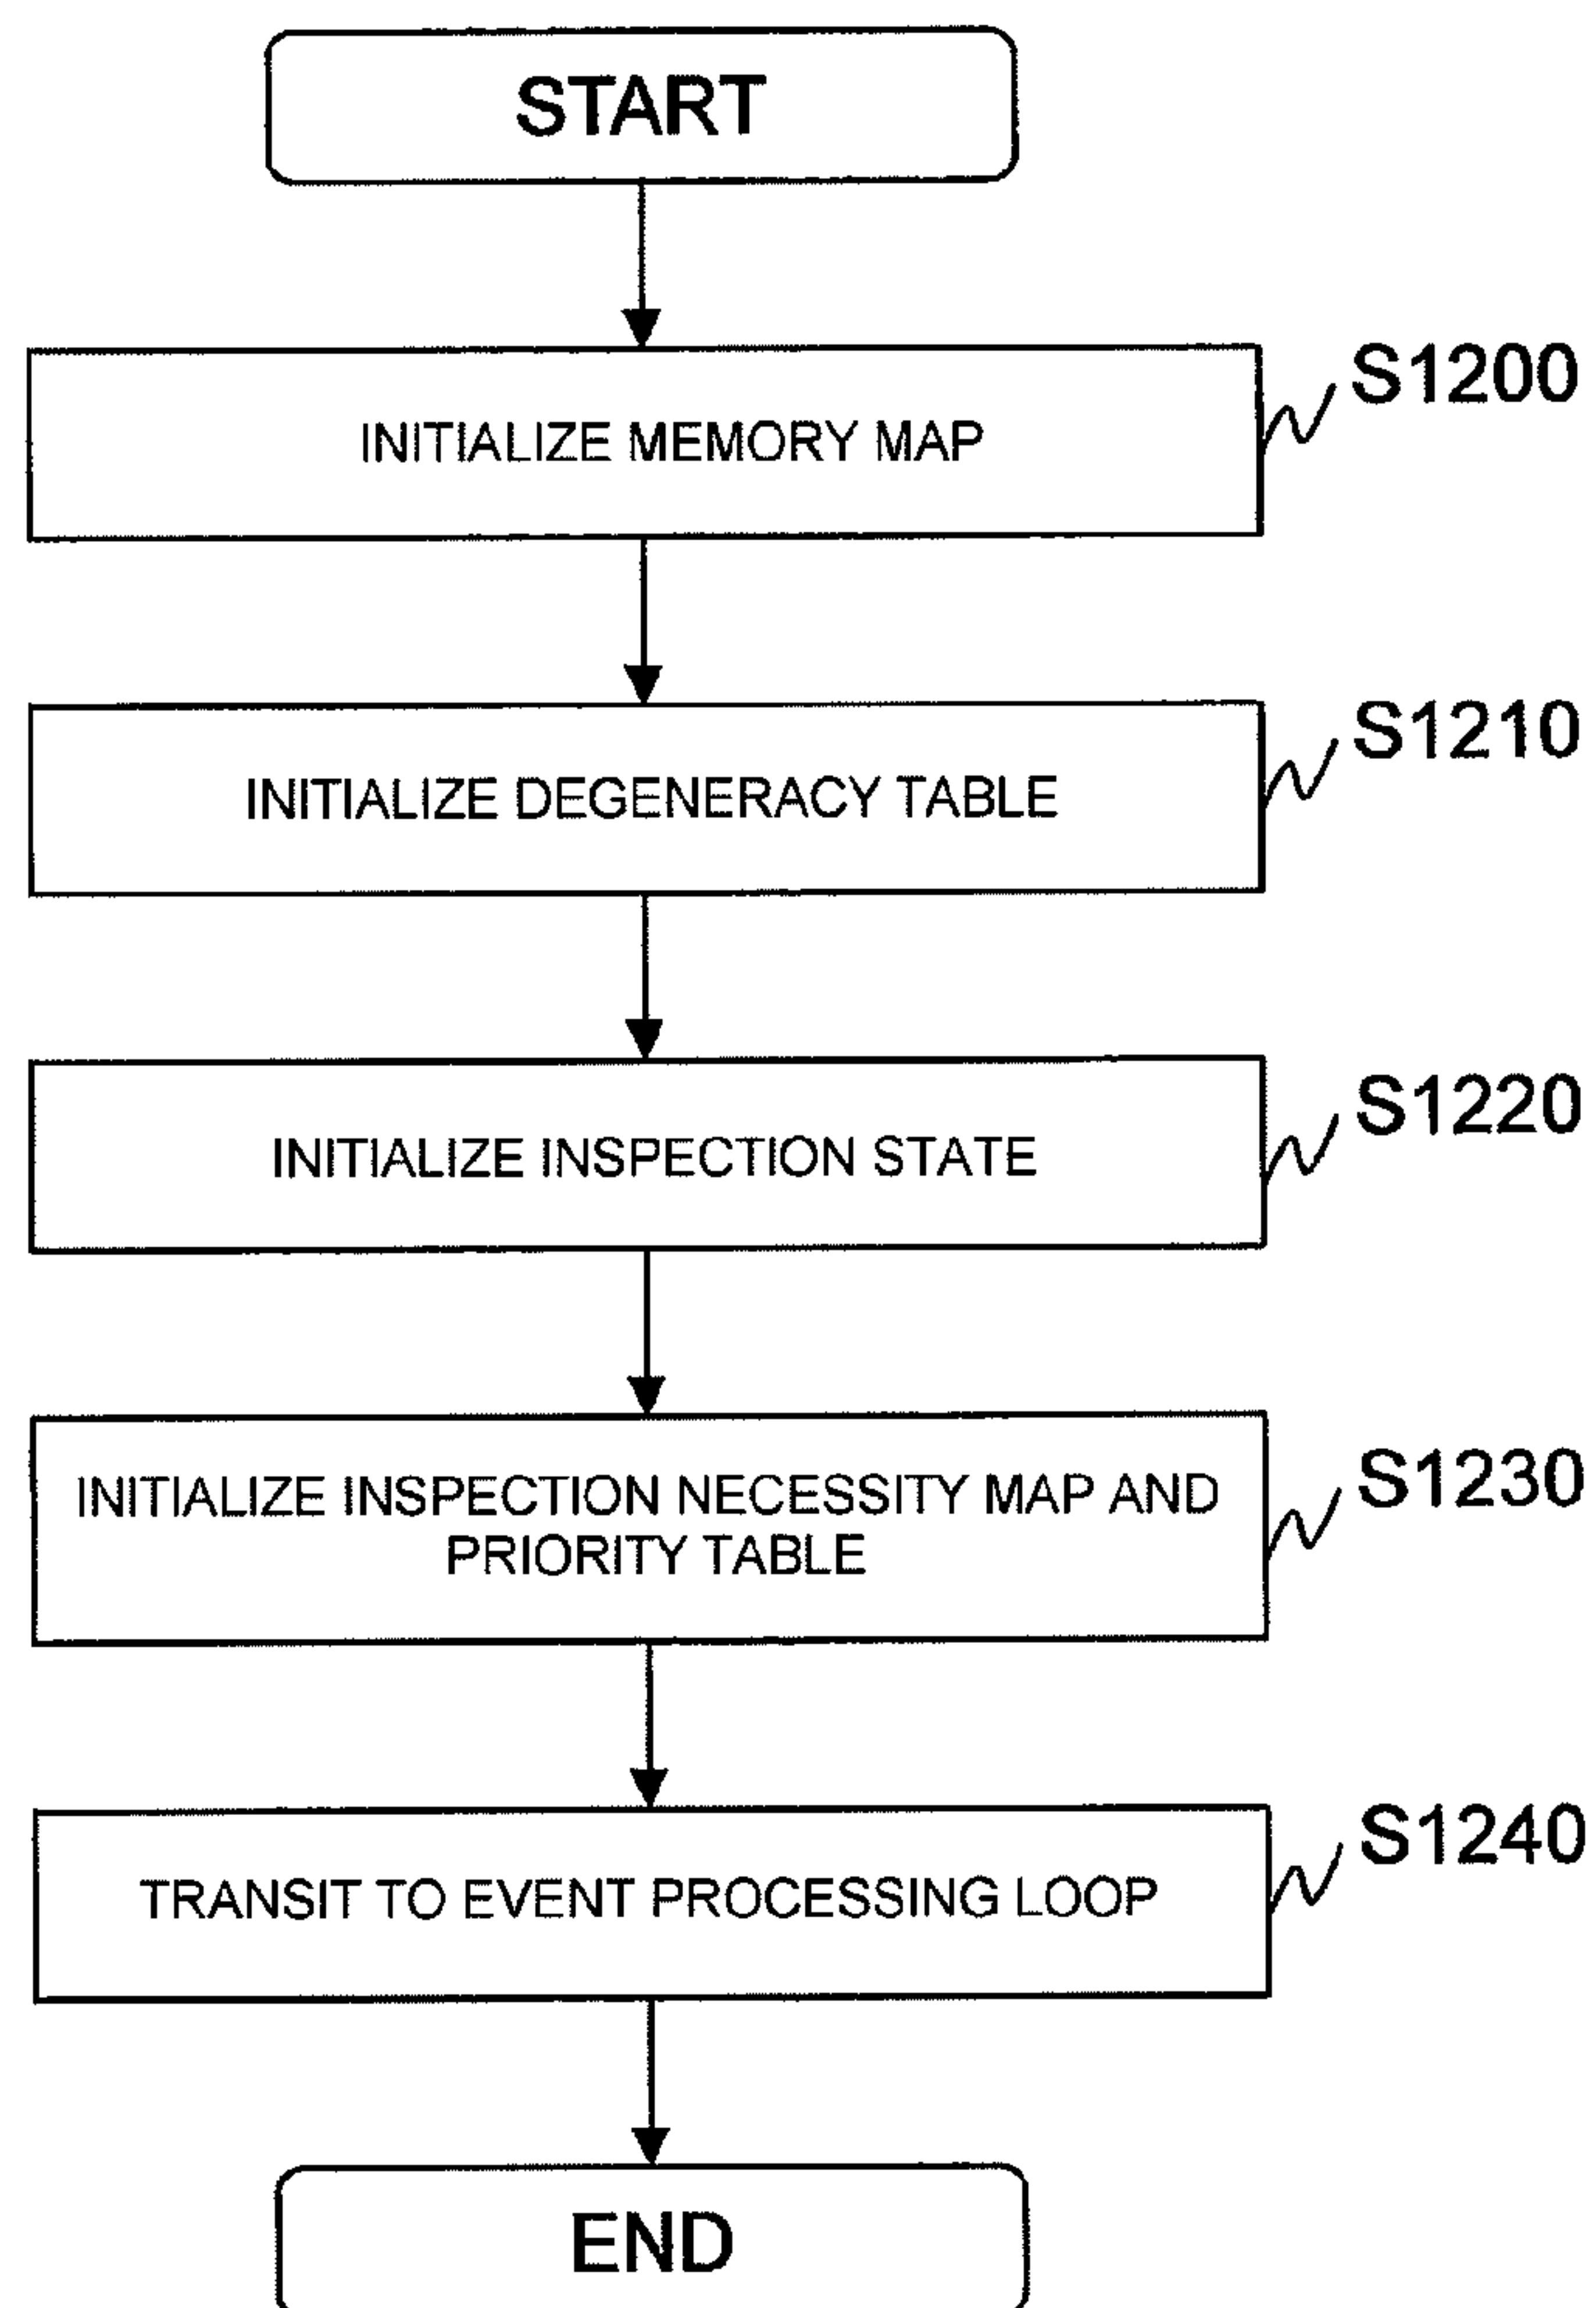 START
S1200
INITIALIZE MEMORY MAP
S1210
INITIALIZE DEGENERACY TABLE
S1220
INITIALIZE INSPECTION STATE
S1230
INITIALIZE INSPECTION NECESSITY MAP AND
PRIORITY TABLE
S1240
TRANSIT TO EVENT PROCESSING LOOP
END